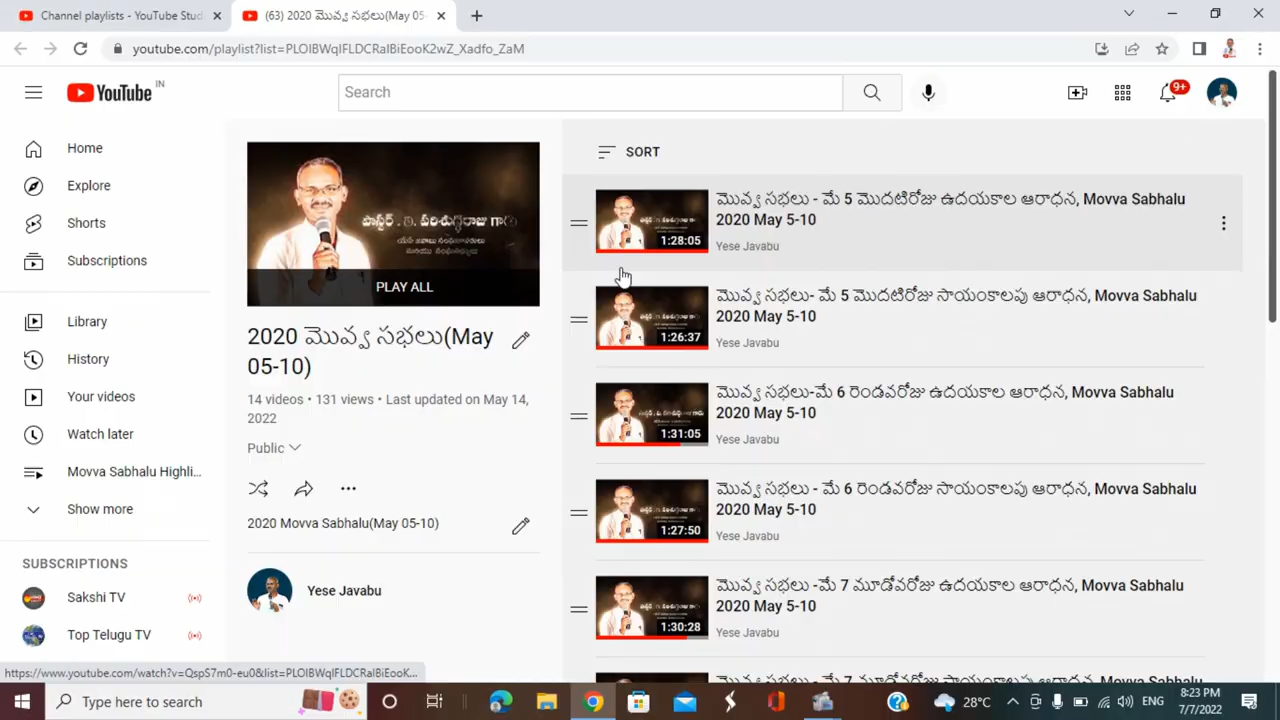 Channel playlists - YouTube Stud
(63) 2020 మొవ్వ సభలు(May 05-
youtube.com/playlist?list=PLOIBWqIFLDCRaIBiEooK2wZ_Xadfo_ZaM
YouTube IN
Search
9+
Home
Explore
Shorts
Subscriptions
Library
History
Your videos
Watch later
Movva Sabhalu Highli...
Show more
SUBSCRIPTIONS
Sakshi TV
Top Telugu TV
PLAY ALL
2020 మొవ్వ సభలు(May
05-10)
14 videos • 131 views • Last updated on May 14,
2022
Public
2020 Movva Sabhalu(May 05-10)
Yese Javabu
SORT
1:28:05
మొవ్వ సభలు - మే 5 మొదటిరోజు ఉదయకాల ఆరాధన, Movva Sabhalu
2020 May 5-10
Yese Javabu
1:26:37
మొవ్వ సభలు- మే 5 మొదటిరోజు సాయంకాలపు ఆరాధన, Movva Sabhalu
2020 May 5-10
Yese Javabu
1:31:05
మొవ్వ సభలు-మే 6 రెండవరోజు ఉదయకాల ఆరాధన, Movva Sabhalu
2020 May 5-10
Yese Javabu
1:27:50
మొవ్వ సభలు - మే 6 రెండవరోజు సాయంకాలపు ఆరాధన, Movva Sabhalu
2020 May 5-10
Yese Javabu
1:30:28
మొవ్వ సభలు -మే 7 మూడోవరోజు ఉదయకాల ఆరాధన, Movva Sabhalu
2020 May 5-10
Yese Javabu
https://www.youtube.com/watch?v=QspS7m0-eu0&list=PLOIBWqIFLDCRaIBiEooK...
Type here to search
28°C
ENG
8:23 PM
7/7/2022